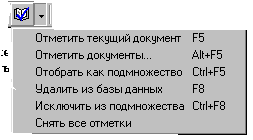 Отметить текущий документ F5
Отметить документы... Alt+F5
Отобрать как подмножество Ctrl+F5
Удалить из базы данных F8
Исключить из подмножества Ctrl+F8
Снять все отметки